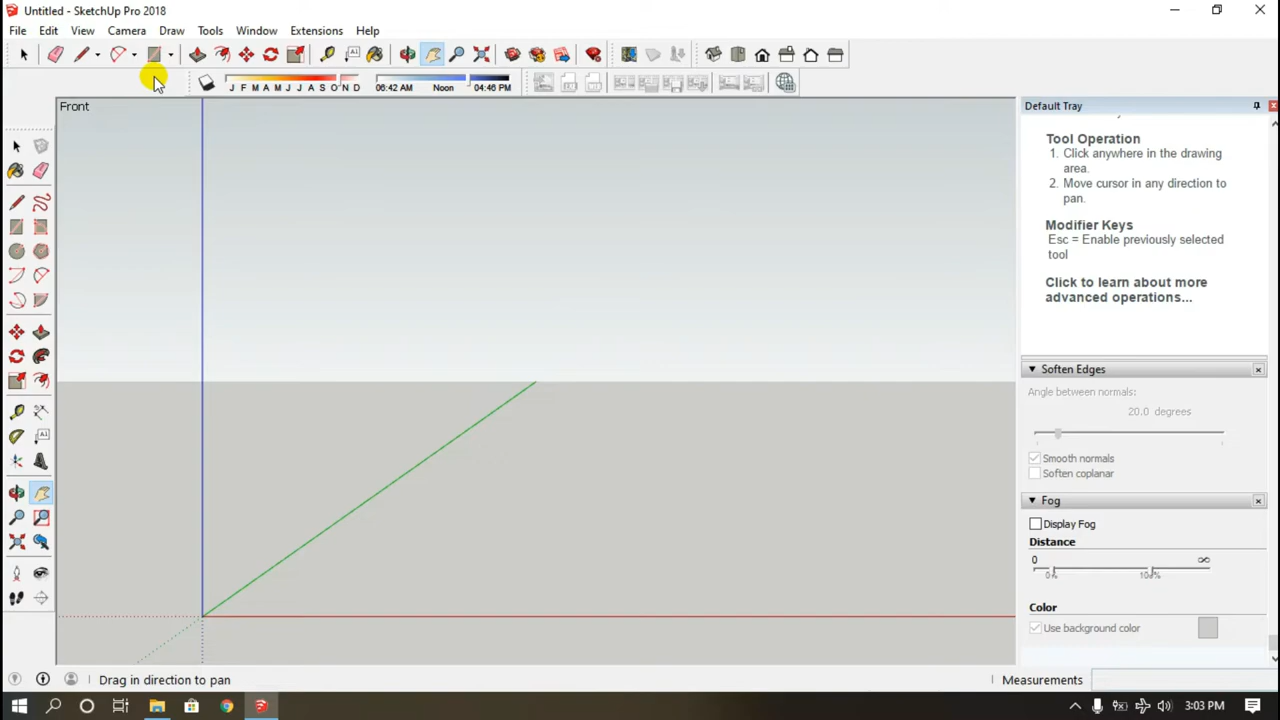 Untitled - SketchUp Pro 2018
File Edit View Camera Draw Tools Window Extensions Help
J F M A M J J A S O N D 06:42 AM Noon 04:46 PM
Front
Default Tray
Tool Operation
1. Click anywhere in the drawing
area.
2. Move cursor in any direction to
pan.
Modifier Keys
Esc = Enable previously selected
tool
Click to learn about more
advanced operations...
Soften Edges
Angle between normals:
20.0 degrees
Smooth normals
Soften coplanar
Fog
Display Fog
Distance
0 ∞
0% 100%
Color
Use background color
Drag in direction to pan
Measurements
3:03 PM